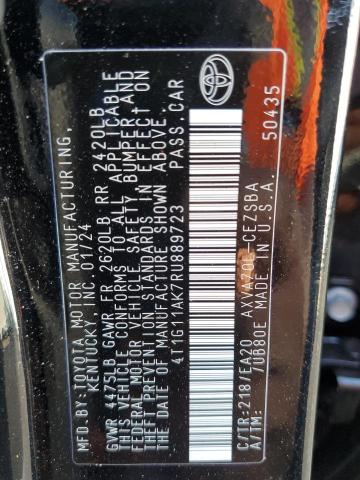 MFD. BY: TOYOTA MOTOR MANUFACTURING,
KENTUCKY, INC. 01/24
GVWR 4475LB GAWR FR 2620LB RR 2420LB
THIS VEHICLE CONFORMS TO ALL APPLICABLE
FEDERAL MOTOR VEHICLE SAFETY, BUMPER, AND
THEFT PREVENTION STANDARDS IN EFFECT ON
THE DATE OF MANUFACTURE SHOWN ABOVE.
4T1G11AK7RU889723 PASS.CAR
C/TR:218/EA20 AXVA70L-CEZSBA
A/TM: /UB80E MADE IN U.S.A. 50435